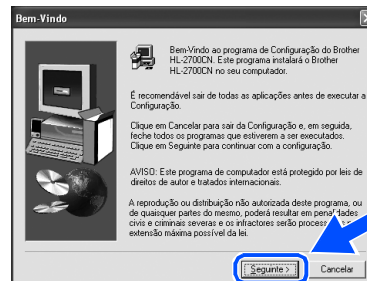 Bem-Vindo
Bem-Vindo ao programa de Configuração do Brother
HL-2700CN. Este programa instalará o Brother
HL-2700CN no seu computador.
É recomendável sair de todas as aplicações antes de executar a
Configuração.
Clique em Cancelar para sair da Configuração e, em seguida,
feche todos os programas que estiverem a ser executados.
Clique em Seguinte para continuar com a configuração.
AVISO: Este programa de computador está protegido por leis de
direitos de autor e tratados internacionais.
A reprodução ou distribuição não autorizada deste programa, ou
de quaisquer partes do mesmo, poderá resultar em penalidades
civis e criminais severas e os infractores serão
extensão máxima possível da lei.
Seguinte >
Cancelar